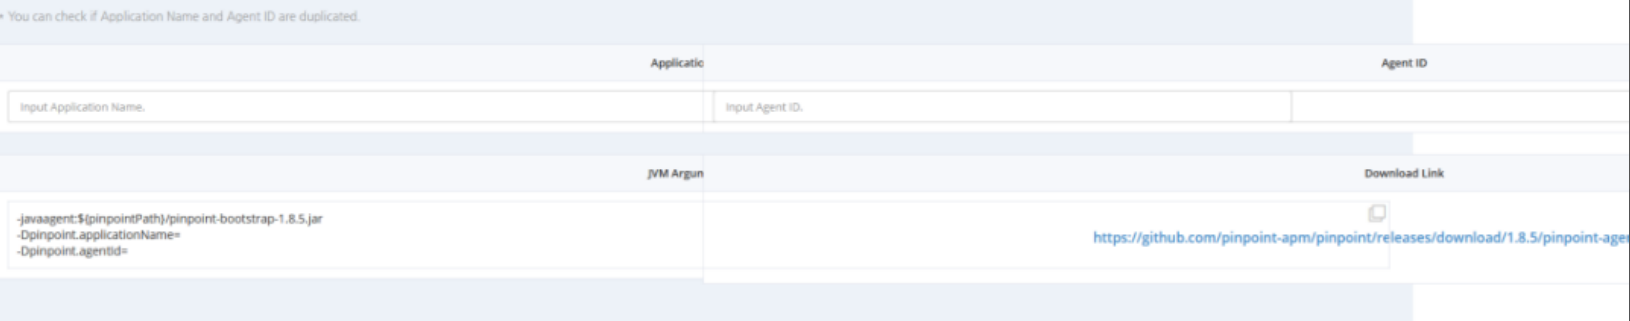 • You can check if Application Name and Agent ID are duplicated.
Applicatio
Agent ID
Input Application Name.
Input Agent ID.
JVM Argun
Download Link
-javaagent:${pinpointPath}/pinpoint-bootstrap-1.8.5.jar
-Dpinpoint.applicationName=
-Dpinpoint.agentId=
https://github.com/pinpoint-apm/pinpoint/releases/download/1.8.5/pinpoint-agen